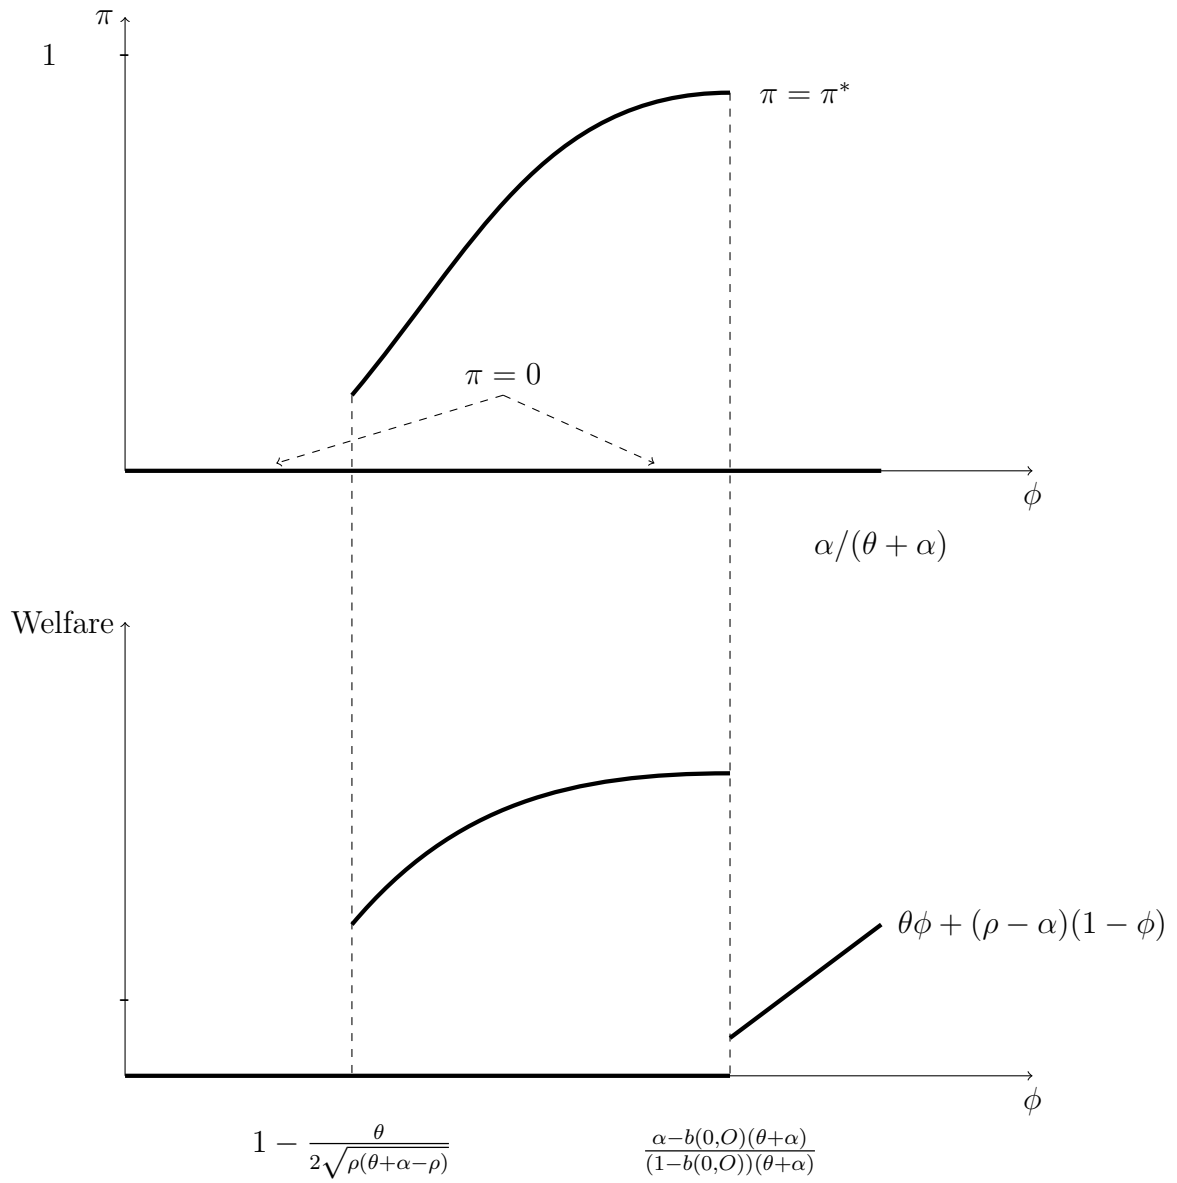 π
1
π = π*
π = 0
ϕ
α/(θ + α)
Welfare
θϕ + (ρ − α)(1 − ϕ)
ϕ
1 − θ/(2√(ρ(θ+α−ρ)))
(α−b(0,O)(θ+α))/((1−b(0,O))(θ+α))